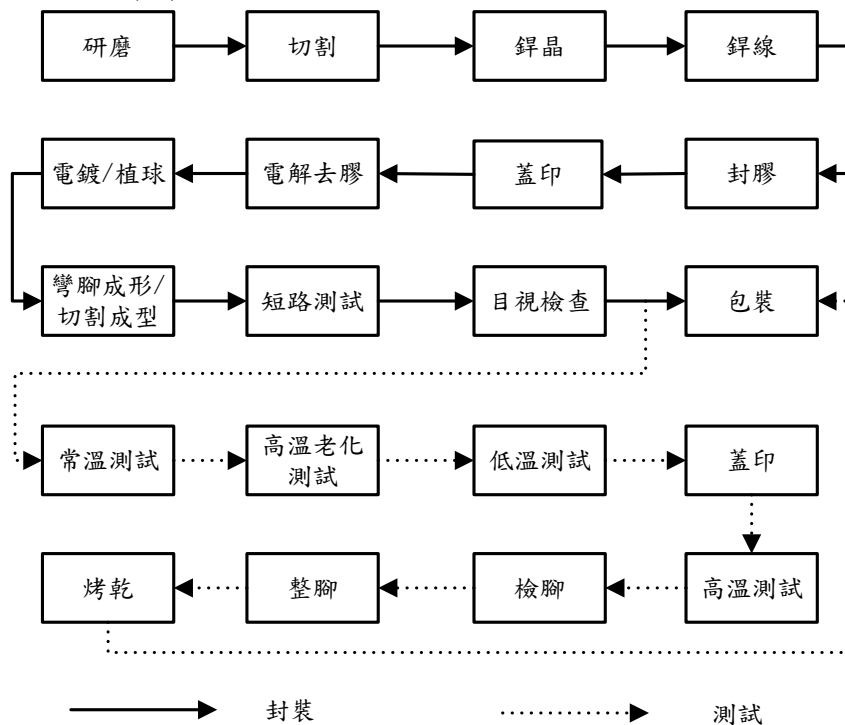 研磨
切割
銲晶
銲線
電鍍/植球
電解去膠
蓋印
封膠
彎腳成形/
切割成型
短路測試
目視檢查
包裝
常溫測試
高溫老化
測試
低溫測試
蓋印
烤乾
整腳
檢腳
高溫測試
封裝
測試